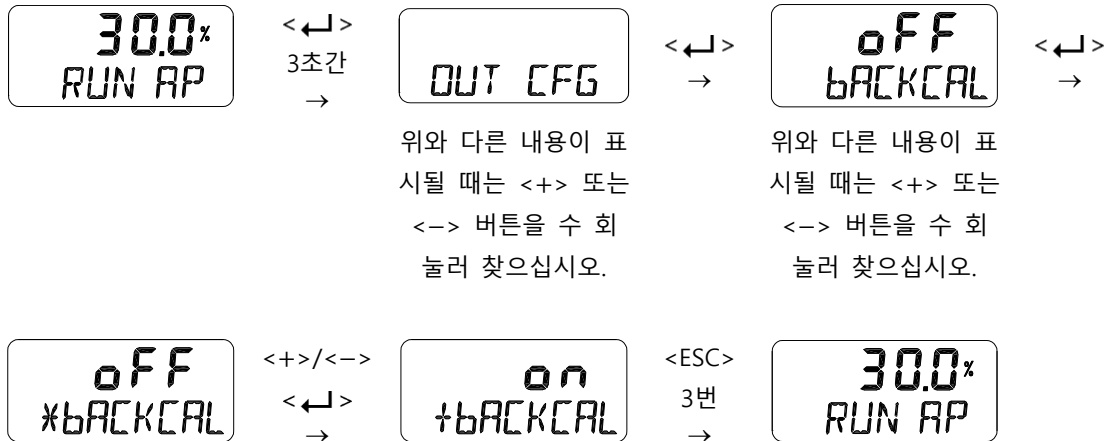 30.0%
RUN AP
<↵>
3초간
→
OUT CFG
위와 다른 내용이 표
시될 때는 <+> 또는
<−> 버튼을 수 회
눌러 찾으십시오.
<↵>
→
oFF
bACKCAL
위와 다른 내용이 표
시될 때는 <+> 또는
<−> 버튼을 수 회
눌러 찾으십시오.
<↵>
→
oFF
*bACKCAL
<+>/<−>
<↵>
→
on
+bACKCAL
<ESC>
3번
→
30.0%
RUN AP